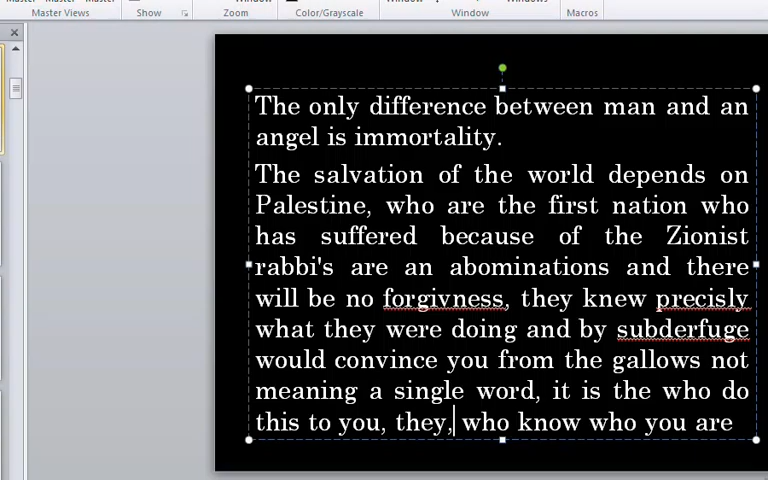 Master Views Show Zoom Color/Grayscale Window Macros
The only difference between man and an
angel is immortality.
The salvation of the world depends on
Palestine, who are the first nation who
has suffered because of the Zionist
rabbi's are an abominations and there
will be no forgivness, they knew precisly
what they were doing and by subderfuge
would convince you from the gallows not
meaning a single word, it is the who do
this to you, they, who know who you are